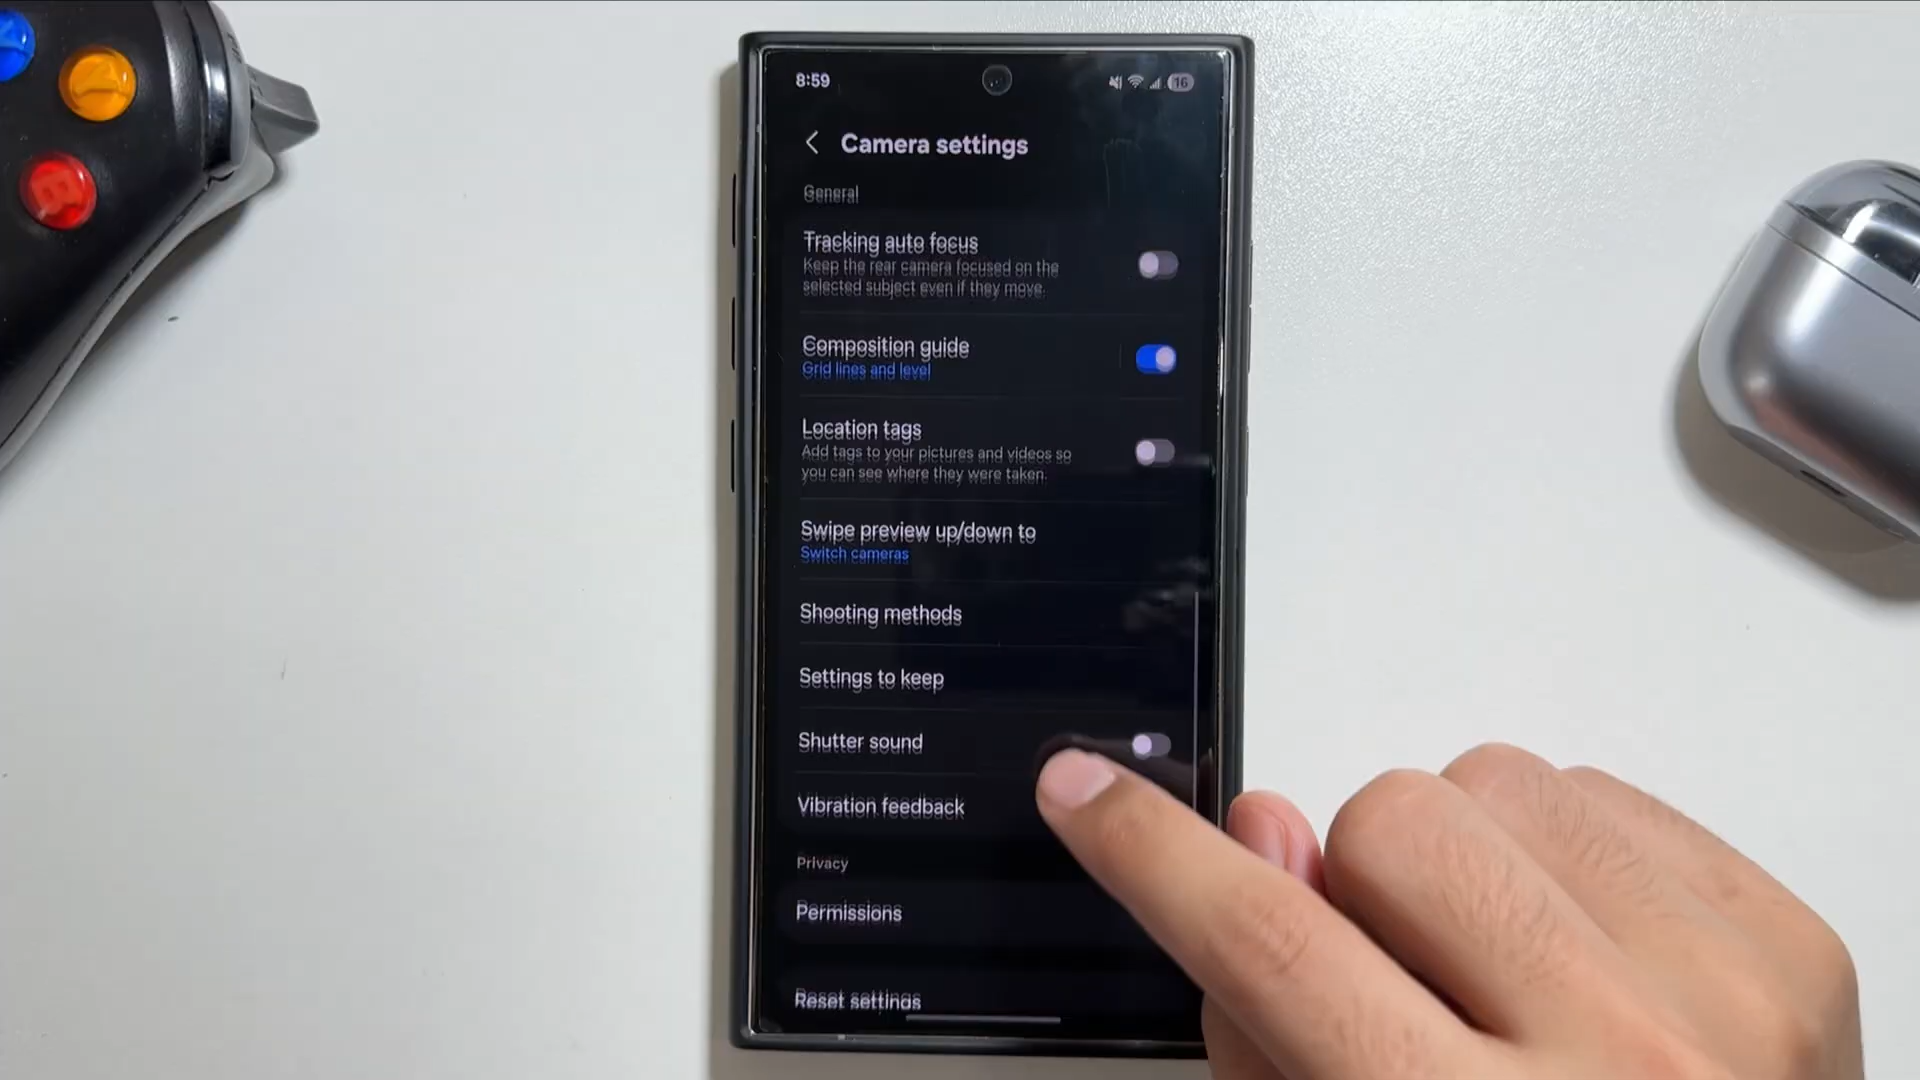 8:59
16
Camera settings
General
Tracking auto focus
Keep the rear camera focused on the
selected subject even if they move.
Composition guide
Grid lines and level
Location tags
Add tags to your pictures and videos so
you can see where they were taken.
Swipe preview up/down to
Switch cameras
Shooting methods
Settings to keep
Shutter sound
Vibration feedback
Privacy
Permissions
Reset settings
B